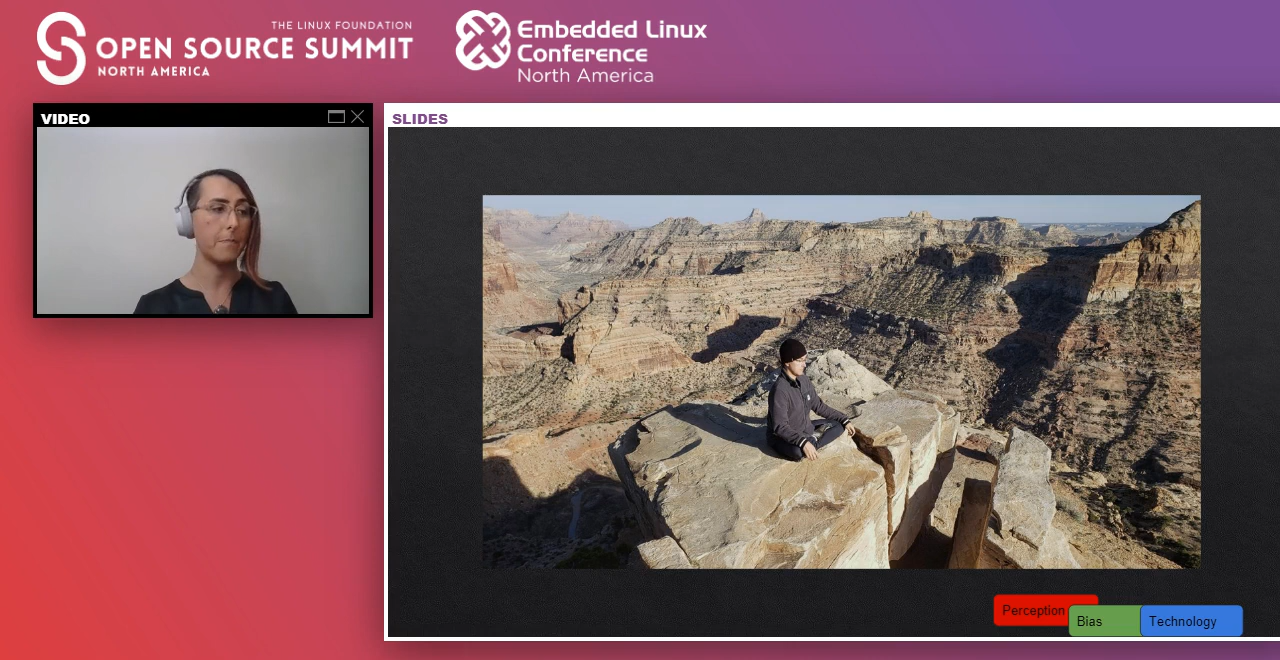 THE LINUX FOUNDATION
OPEN SOURCE SUMMIT
NORTH AMERICA
Embedded Linux
Conference
North America
VIDEO
SLIDES
Perception
Bias
Technology